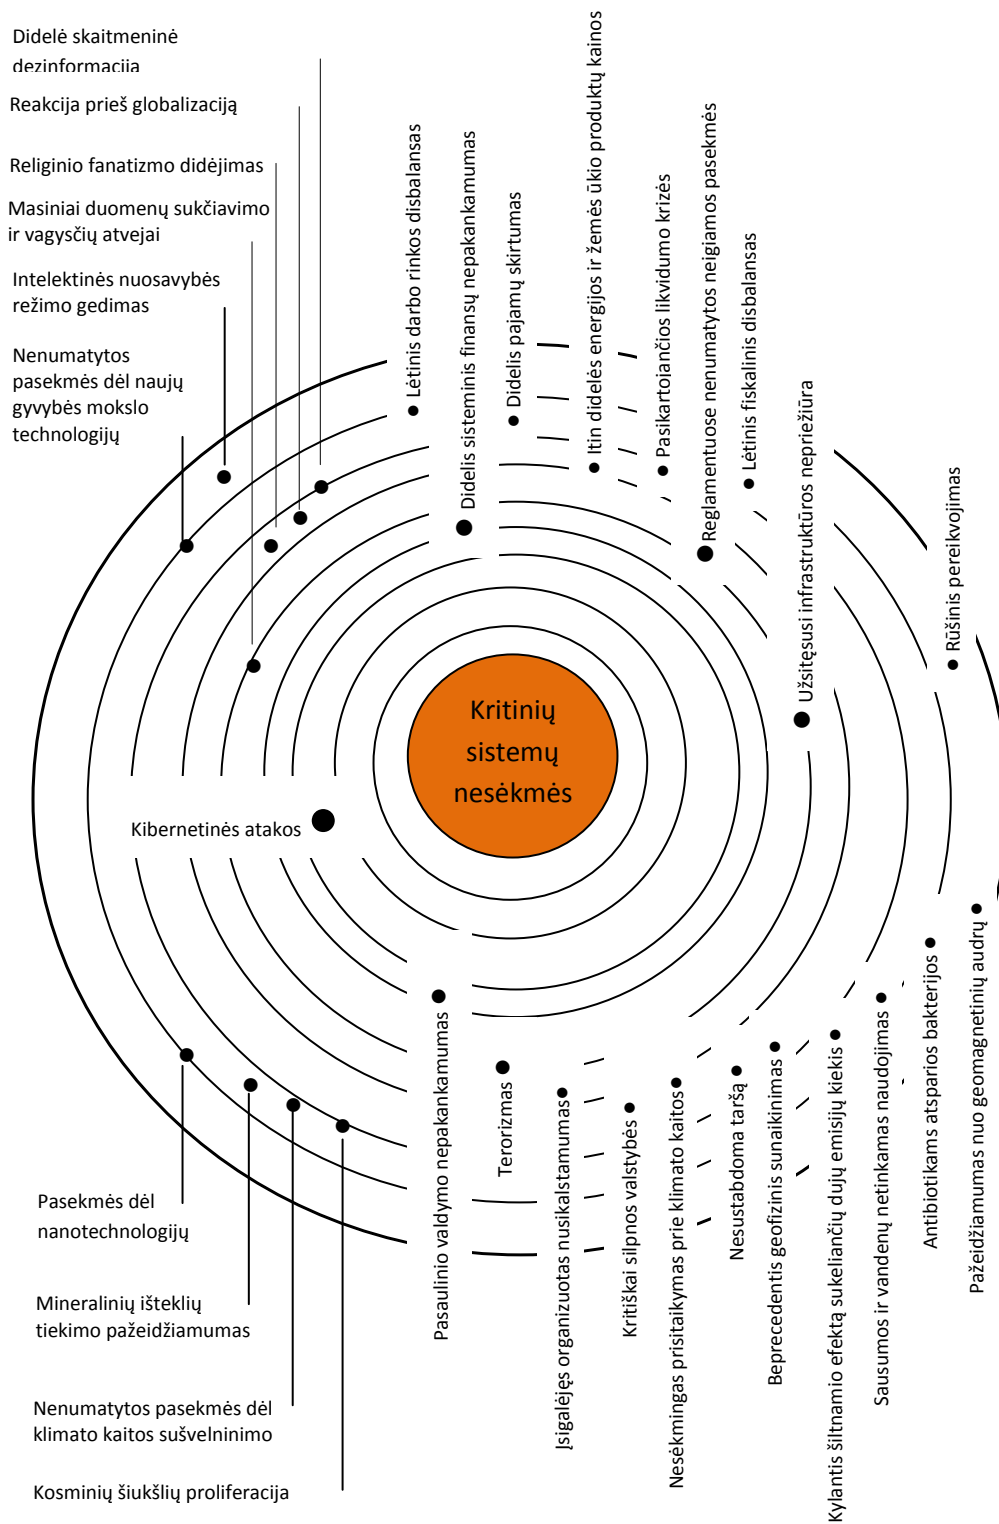 Didelė skaitmeninė
dezinformacija
Reakcija prieš globalizaciją
Religinio fanatizmo didėjimas
Masiniai duomenų sukčiavimo
ir vagysčių atvejai
Intelektinės nuosavybės
režimo gedimas
Nenumatytos
pasekmės dėl naujų
gyvybės mokslo
technologijų
Lėtinis darbo rinkos disbalansas
Didelis sisteminis finansų nepakankamumas
Didelis pajamų skirtumas
Itin didelės energijos ir žemės ūkio produktų kainos
Pasikartojančios likvidumo krizės
Reglamentuose nenumatytos neigiamos pasekmės
Lėtinis fiskalinis disbalansas
Užsitęsusi infrastruktūros nepriežiūra
Rūšinis pereikvojimas
Kritinių
sistemų
nesėkmės
Kibernetinės atakos
Pasaulinio valdymo nepakankamumas
Terorizmas
Įsigalėjęs organizuotas nusikalstamumas
Kritiškai silpnos valstybės
Nesėkmingas prisitaikymas prie klimato kaitos
Nesustabdoma taršą
Beprecedentis geofizinis sunaikinimas
Kylantis šiltnamio efektą sukeliančių dujų emisijų kiekis
Sausumos ir vandenų netinkamas naudojimas
Antibiotikams atsparios bakterijos
Pažeidžiamumas nuo geomagnetinių audrų
Pasekmės dėl
nanotechnologijų
Mineralinių išteklių
tiekimo pažeidžiamumas
Nenumatytos pasekmės dėl
klimato kaitos sušvelninimo
Kosminių šiukšlių proliferacija